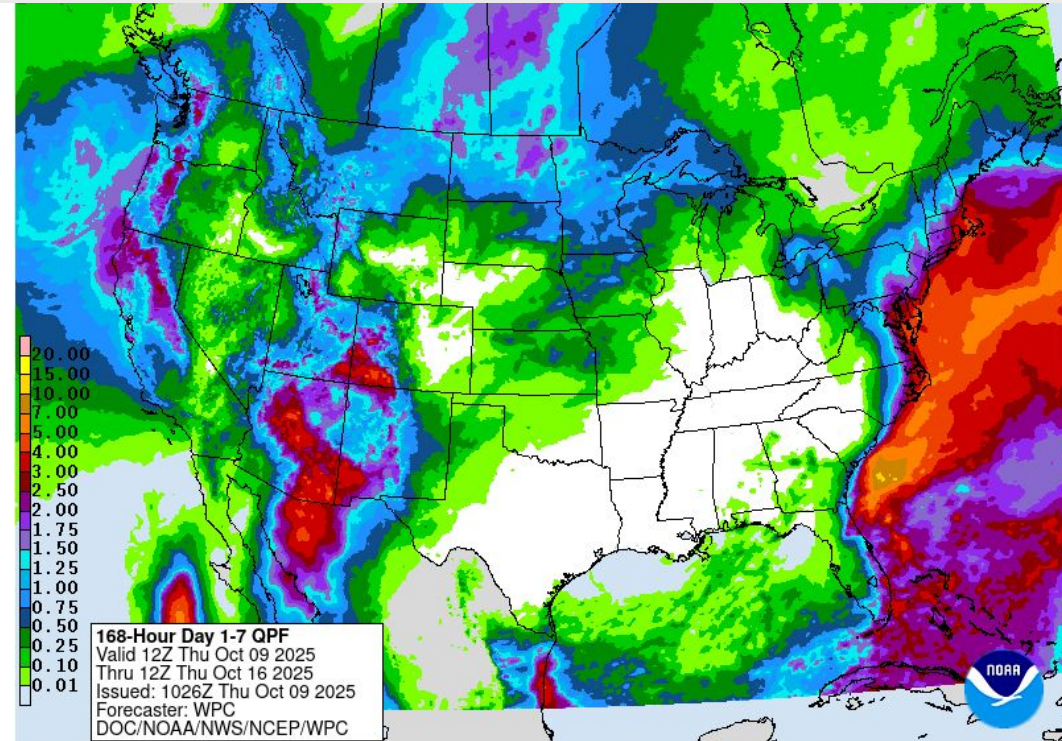 20.00
15.00
10.00
7.00
5.00
4.00
3.00
2.50
2.00
1.75
1.50
1.25
1.00
0.75
0.50
0.25
0.10
0.01
168-Hour Day 1-7 QPF
Valid 12Z Thu Oct 09 2025
Thru 12Z Thu Oct 16 2025
Issued: 1026Z Thu Oct 09 2025
Forecaster: WPC
DOC/NOAA/NWS/NCEP/WPC
NOAA